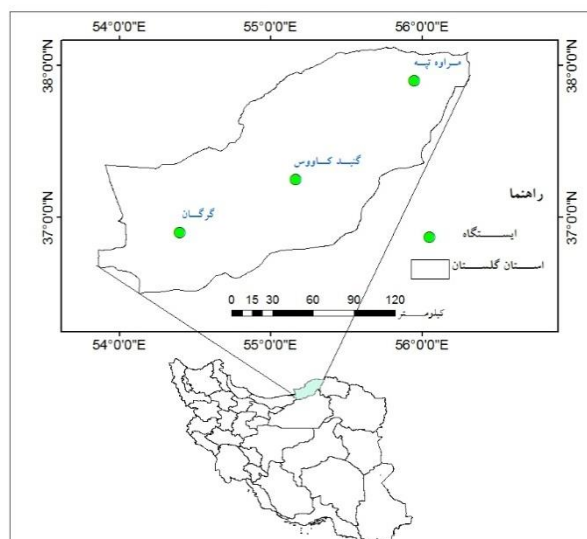 54°0'0"E 55°0'0"E 56°0'0"E
38°0'0"N 38°0'0"N
مراوه تپه
گنبد کاووس
گرگان
37°0'0"N 37°0'0"N
راهنما
ایستگاه
استان گلستان
0 15 30 60 90 120
کیلومتر
54°0'0"E 55°0'0"E 56°0'0"E